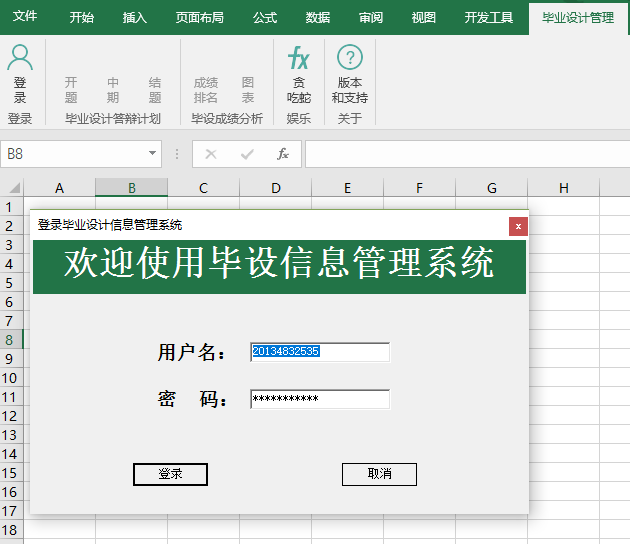 文件 开始 插入 页面布局 公式 数据 审阅 视图 开发工具 毕业设计管理
登录 开题 中期 结题 成绩排名 图表 贪吃蛇 版本和支持
登录 毕业设计答辩计划 毕设成绩分析 娱乐 关于
B8 fx
A B C D E F G H
1
2
登录毕业设计信息管理系统 x
3
欢迎使用毕设信息管理系统
4
5
6
7
8
用户名： 20134832535
9
10
11
密 码： ***********
12
13
14
15
登录 取消
16
17
18